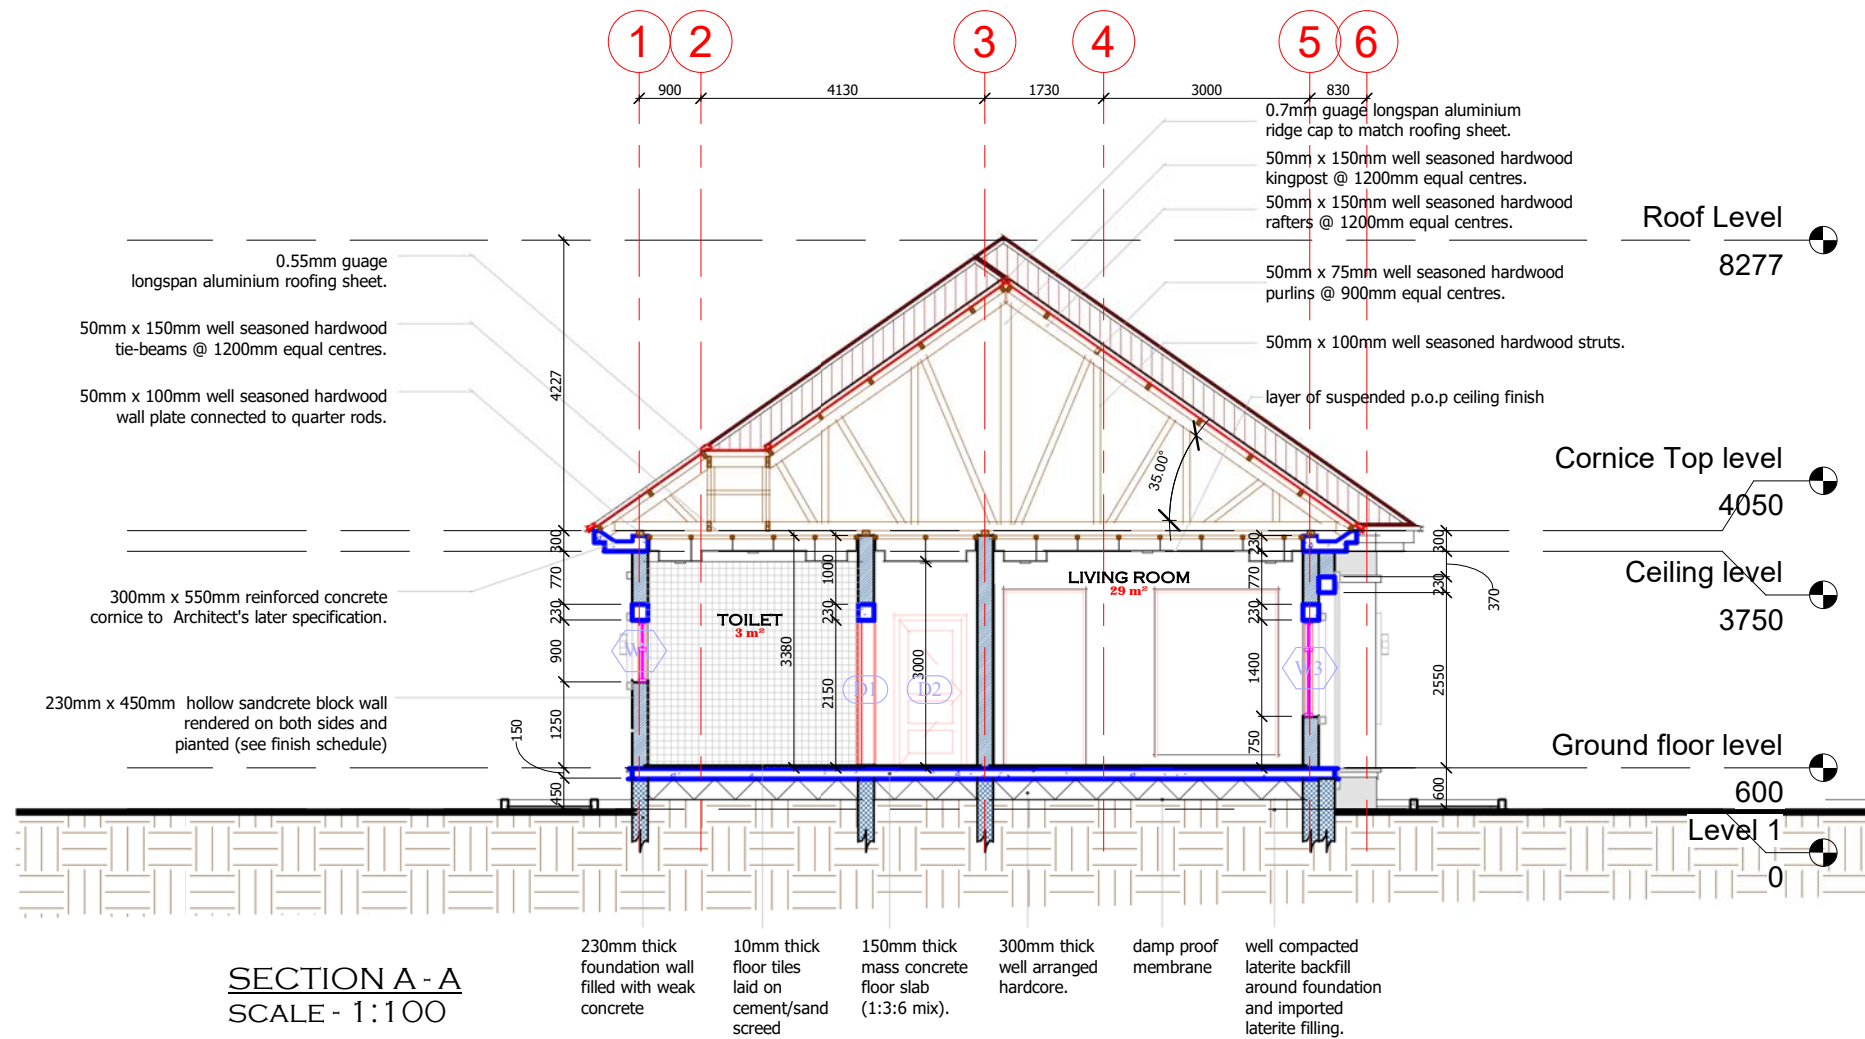 1 2 3 4 5 6
900 4130 1730 3000 830
0.7mm guage longspan aluminium
ridge cap to match roofing sheet.
50mm x 150mm well seasoned hardwood
kingpost @ 1200mm equal centres.
50mm x 150mm well seasoned hardwood
rafters @ 1200mm equal centres.
50mm x 75mm well seasoned hardwood
purlins @ 900mm equal centres.
50mm x 100mm well seasoned hardwood struts.
layer of suspended p.o.p ceiling finish
Roof Level
8277
Cornice Top level
4050
Ceiling level
3750
Ground floor level
600
Level 1
0
0.55mm guage
longspan aluminium roofing sheet.
50mm x 150mm well seasoned hardwood
tie-beams @ 1200mm equal centres.
50mm x 100mm well seasoned hardwood
wall plate connected to quarter rods.
300mm x 550mm reinforced concrete
cornice to Architect's later specification.
230mm x 450mm hollow sandcrete block wall
rendered on both sides and
pianted (see finish schedule)
4227
300
770
230
900
1250
450
150
35.00°
TOILET
3 m²
LIVING ROOM
29 m²
3380
1000
230
2150
3000
D1
D2
W3
230
770
230
1400
750
300
230
370
2550
600
230mm thick
foundation wall
filled with weak
concrete
10mm thick
floor tiles
laid on
cement/sand
screed
150mm thick
mass concrete
floor slab
(1:3:6 mix).
300mm thick
well arranged
hardcore.
damp proof
membrane
well compacted
laterite backfill
around foundation
and imported
laterite filling.
SECTION A - A
SCALE - 1:100